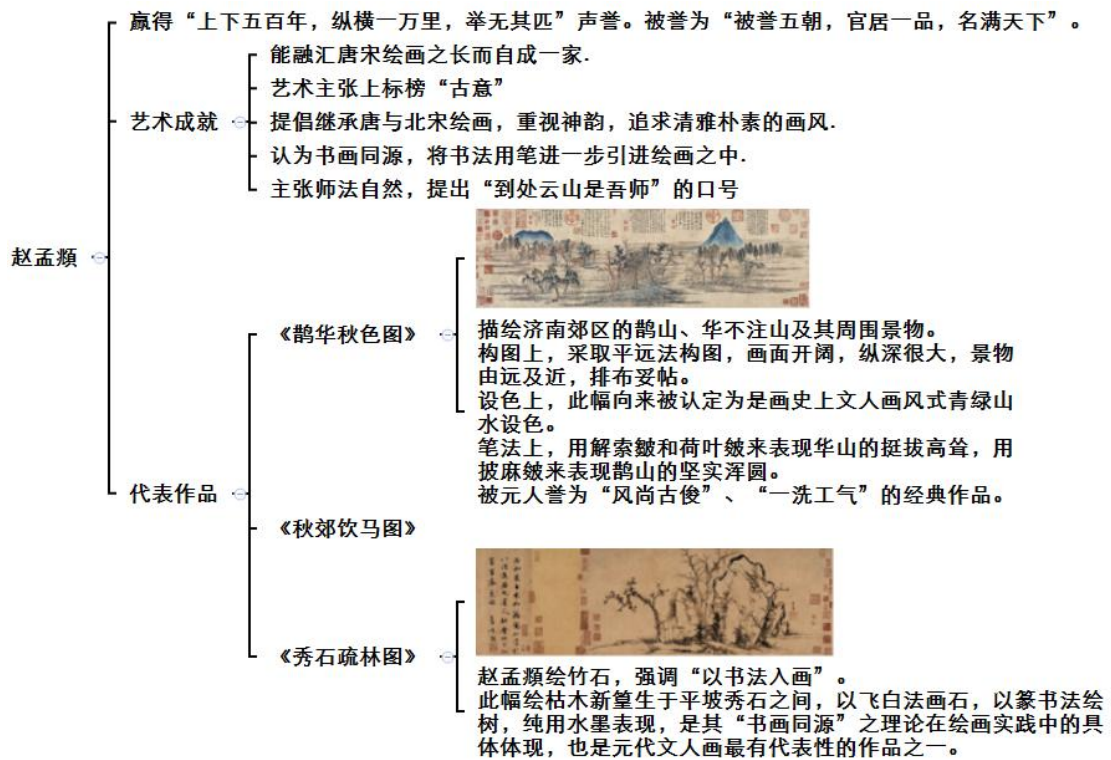 赢得“上下五百年，纵横一万里，举无其匹”声誉。被誉为“被誉五朝，官居一品，名满天下”。
能融汇唐宋绘画之长而自成一家.
艺术主张上标榜“古意”
艺术成就
提倡继承唐与北宋绘画，重视神韵，追求清雅朴素的画风.
认为书画同源，将书法用笔进一步引进绘画之中.
主张师法自然，提出“到处云山是吾师”的口号
赵孟頫
《鹊华秋色图》
描绘济南郊区的鹊山、华不注山及其周围景物。
构图上，采取平远法构图，画面开阔，纵深很大，景物
由远及近，排布妥帖。
设色上，此幅向来被认定为是画史上文人画风式青绿山
水设色。
笔法上，用解索皴和荷叶皴来表现华山的挺拔高耸，用
披麻皴来表现鹊山的坚实浑圆。
被元人誉为“风尚古俊”、“一洗工气”的经典作品。
代表作品
《秋郊饮马图》
《秀石疏林图》
赵孟頫绘竹石，强调“以书法入画”。
此幅绘枯木新篁生于平坡秀石之间，以飞白法画石，以篆书法绘
树，纯用水墨表现，是其“书画同源”之理论在绘画实践中的具
体体现，也是元代文人画最有代表性的作品之一。